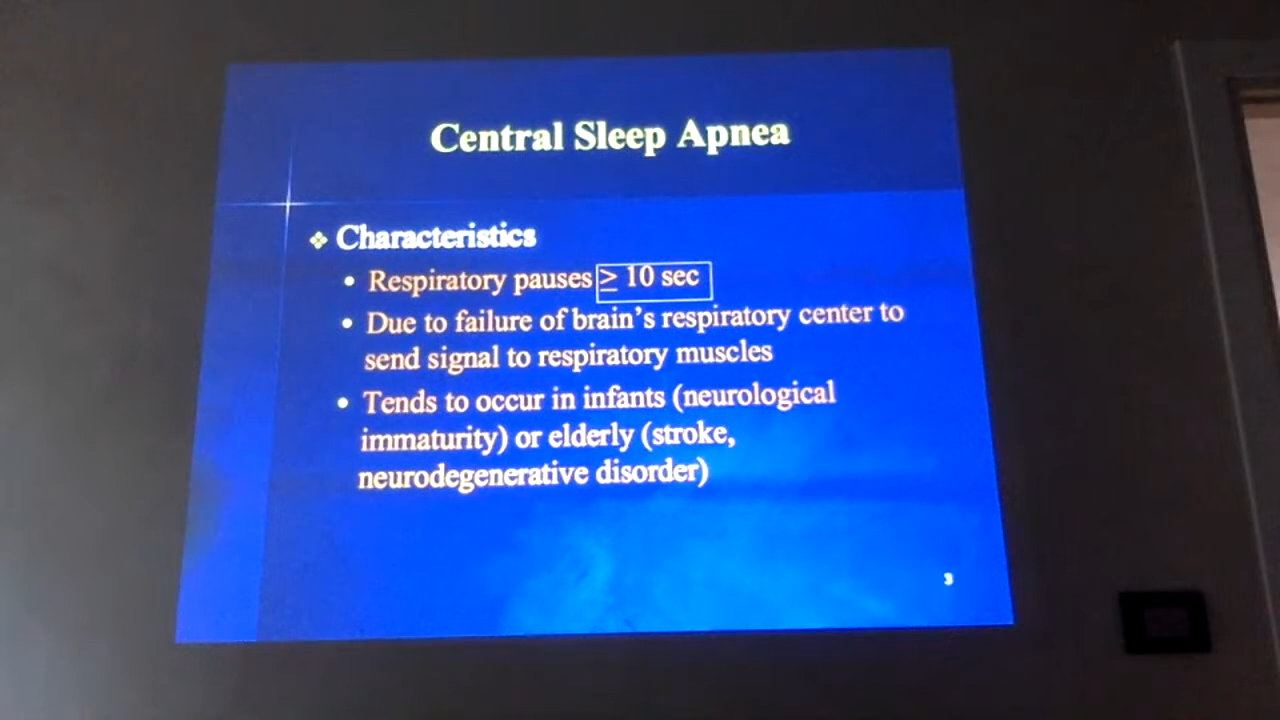 Central Sleep Apnea
❖ Characteristics
• Respiratory pauses ≥ 10 sec
• Due to failure of brain's respiratory center to
send signal to respiratory muscles
• Tends to occur in infants (neurological
immaturity) or elderly (stroke,
neurodegenerative disorder)
3